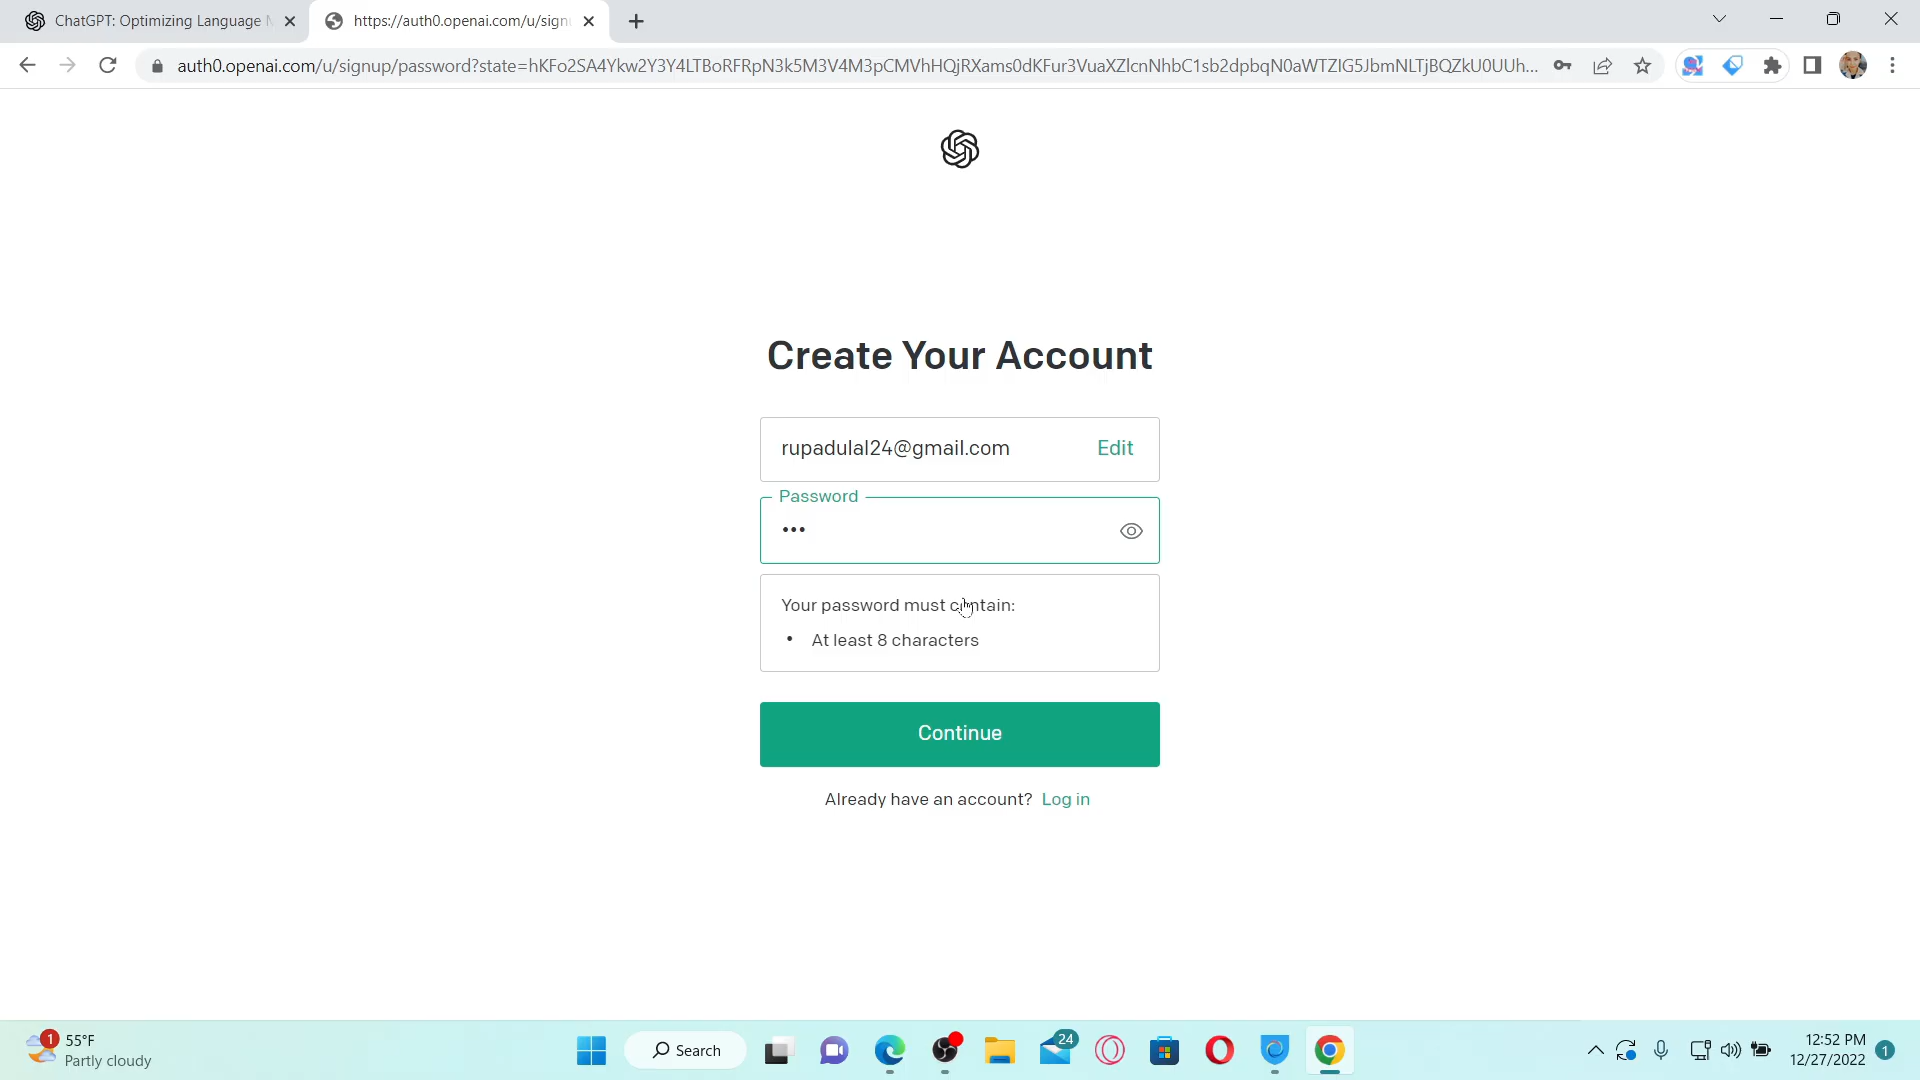 ChatGPT: Optimizing Language
https://auth0.openai.com/u/sign
auth0.openai.com/u/signup/password?state=hKFo2SA4Ykw2Y3Y4LTBoRFRpN3k5M3V4M3pCMVhHQjRXams0dKFur3VuaXZlcnNhbC1sb2dpbqN0aWTZIG5JbmNLTjBQZkU0UUh...
Create Your Account
rupadulal24@gmail.com Edit
Password
•••
Your password must contain:
• At least 8 characters
Continue
Already have an account? Log in
1 55°F
Partly cloudy
Search
24
12:52 PM
12/27/2022 1